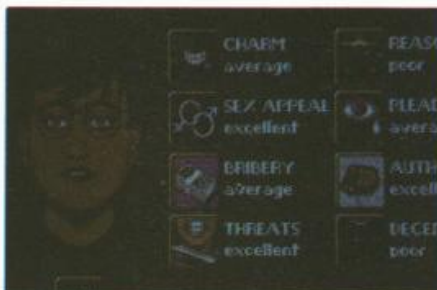 CHARM
average
REASO
poor
SEX APPEAL
excellent
PLEAD
avera
BRIBERY
average
AUTH
excell
THREATS
excellent
DECEI
poor